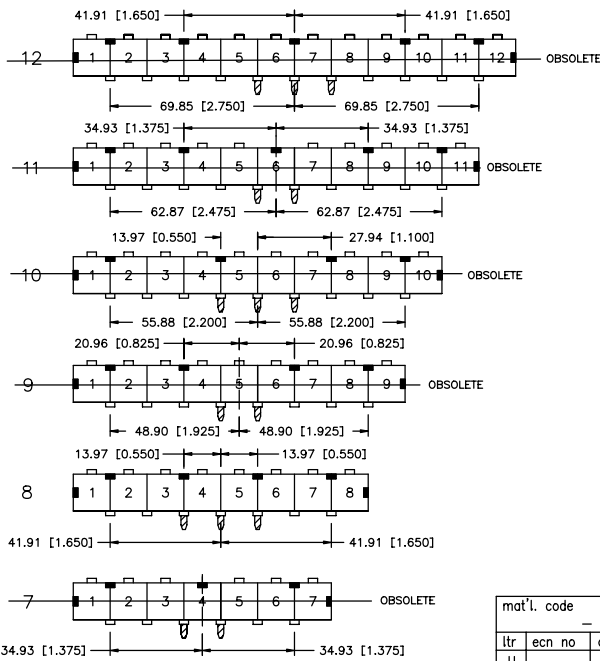 41.91 [1.650] 41.91 [1.650]
12 1 2 3 4 5 6 7 8 9 10 11 12 OBSOLETE
69.85 [2.750] 69.85 [2.750]
34.93 [1.375] 34.93 [1.375]
11 1 2 3 4 5 6 7 8 9 10 11 OBSOLETE
62.87 [2.475] 62.87 [2.475]
13.97 [0.550] 27.94 [1.100]
10 1 2 3 4 5 6 7 8 9 10 OBSOLETE
55.88 [2.200] 55.88 [2.200]
20.96 [0.825] 20.96 [0.825]
9 1 2 3 4 5 6 7 8 9 OBSOLETE
48.90 [1.925] 48.90 [1.925]
13.97 [0.550] 13.97 [0.550]
8 1 2 3 4 5 6 7 8
41.91 [1.650] 41.91 [1.650]
7 1 2 3 4 5 6 7 OBSOLETE
34.93 [1.375] 34.93 [1.375]
mat'l. code
ltr ecn no